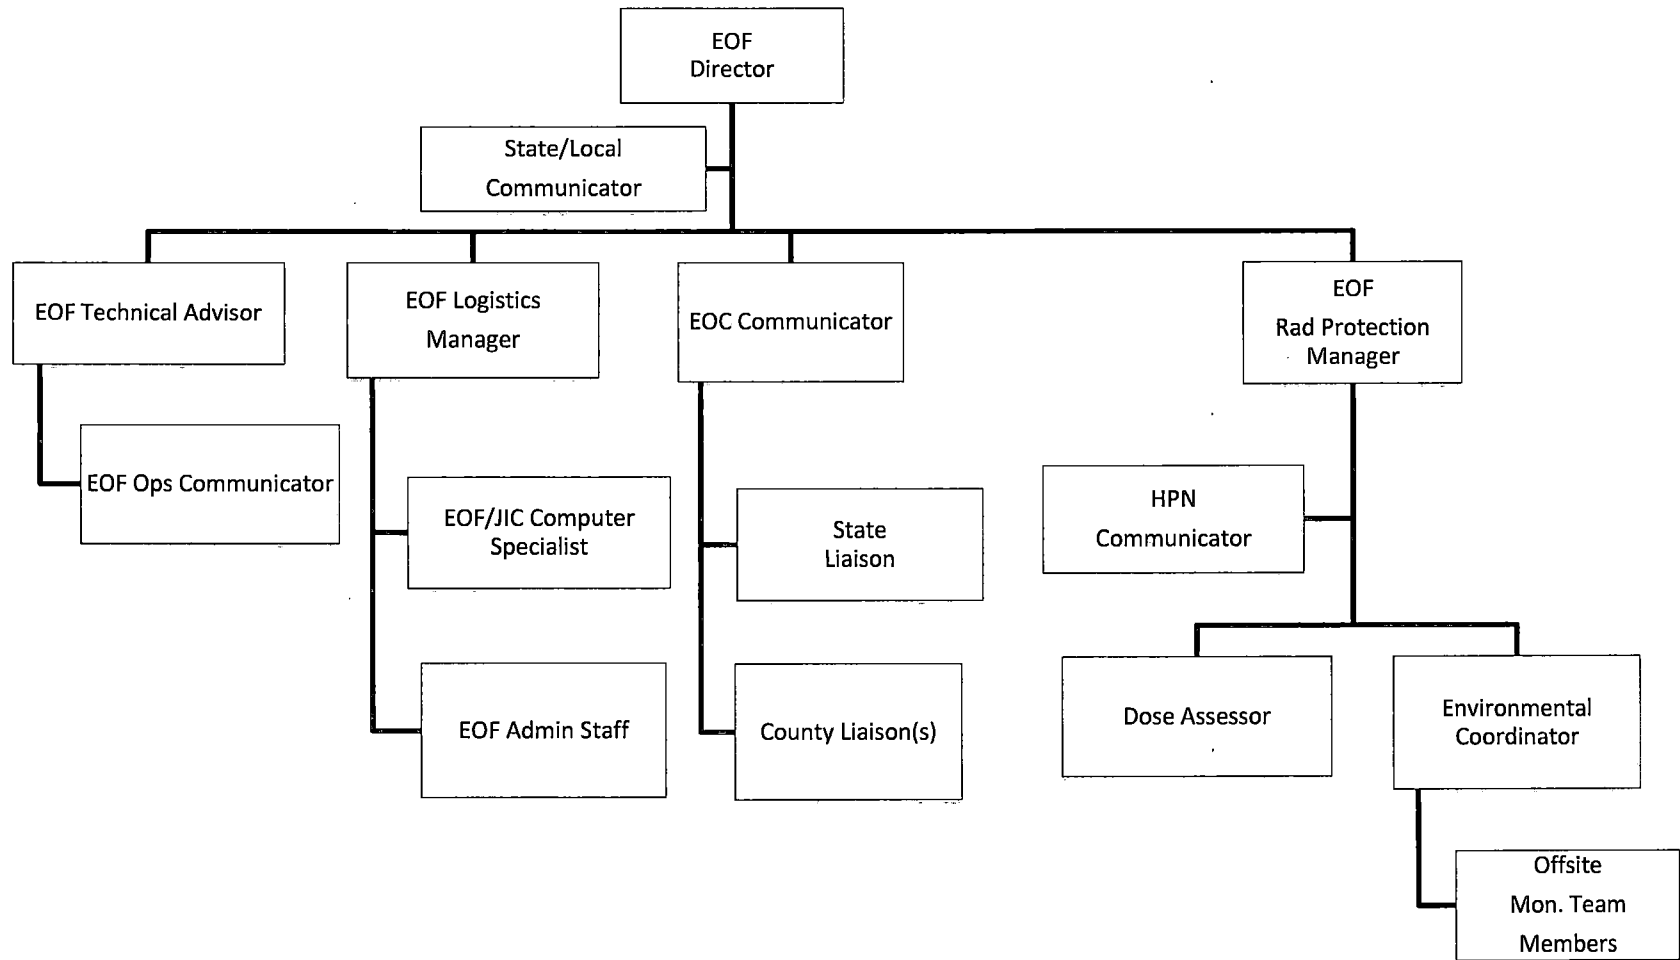 EOF
Director
State/Local
Communicator
EOF Technical Advisor
EOF Logistics
Manager
EOC Communicator
EOF
Rad Protection
Manager
EOF Ops Communicator
EOF/JIC Computer
Specialist
State
Liaison
HPN
Communicator
EOF Admin Staff
County Liaison(s)
Dose Assessor
Environmental
Coordinator
Offsite
Mon. Team
Members